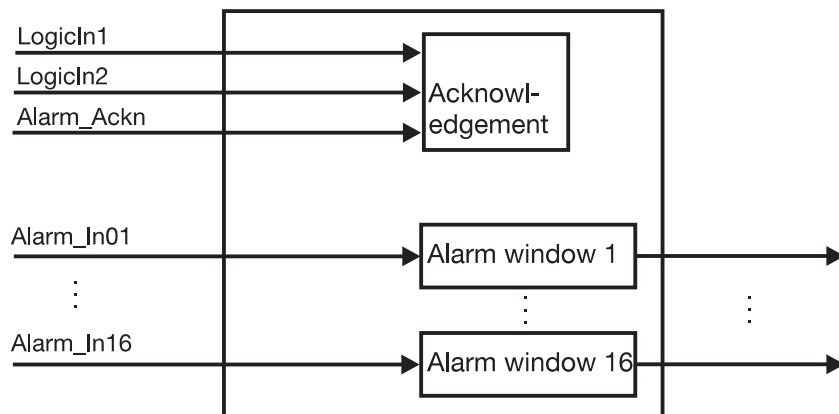 LogicIn1
LogicIn2
Alarm_Ackn
Acknowl-
edgement
Alarm_In01
Alarm window 1
Alarm_In16
Alarm window 16